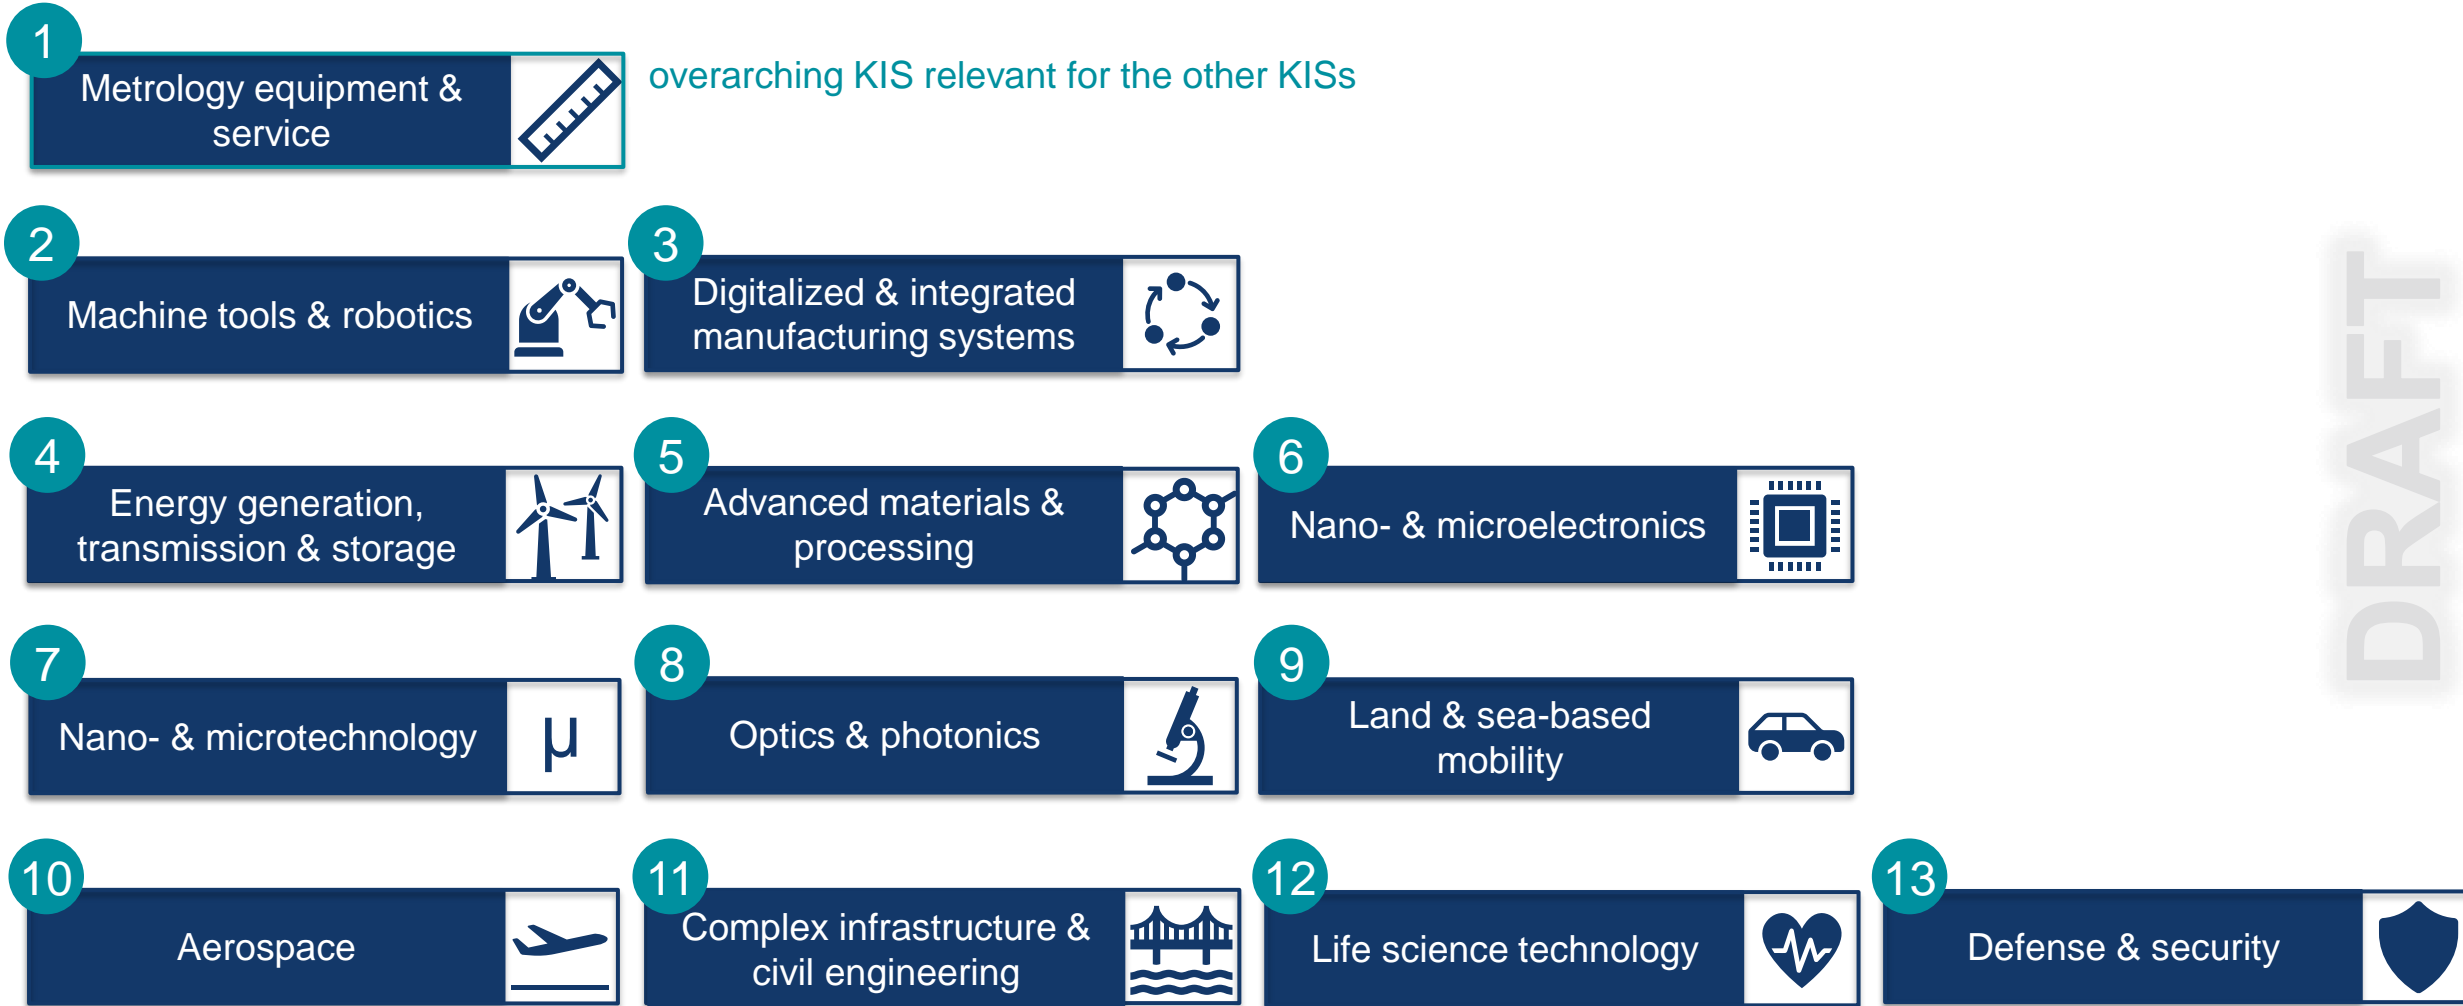 1
Metrology equipment &
service
overarching KIS relevant for the other KISs
2
Machine tools & robotics
3
Digitalized & integrated
manufacturing systems
4
Energy generation,
transmission & storage
5
Advanced materials &
processing
6
Nano- & microelectronics
7
Nano- & microtechnology
μ
8
Optics & photonics
9
Land & sea-based
mobility
10
Aerospace
11
Complex infrastructure &
civil engineering
12
Life science technology
13
Defense & security
DRAFT